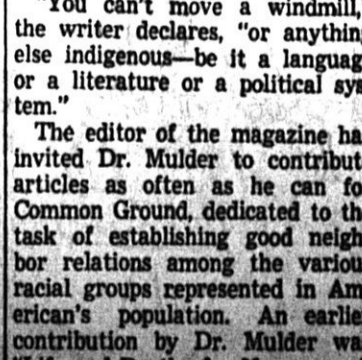 "You can't move a windmill,
the writer declares, "or anythin
else indigenous—be it a languag
or a literature or a political sys
tem."
The editor of the magazine ha
invited Dr. Mulder to contribut
articles as often as he can fo
Common Ground, dedicated to th
task of establishing good neigh
bor relations among the variou
racial groups represented in Am
erican's population. An earlie
contribution by Dr. Mulder wa